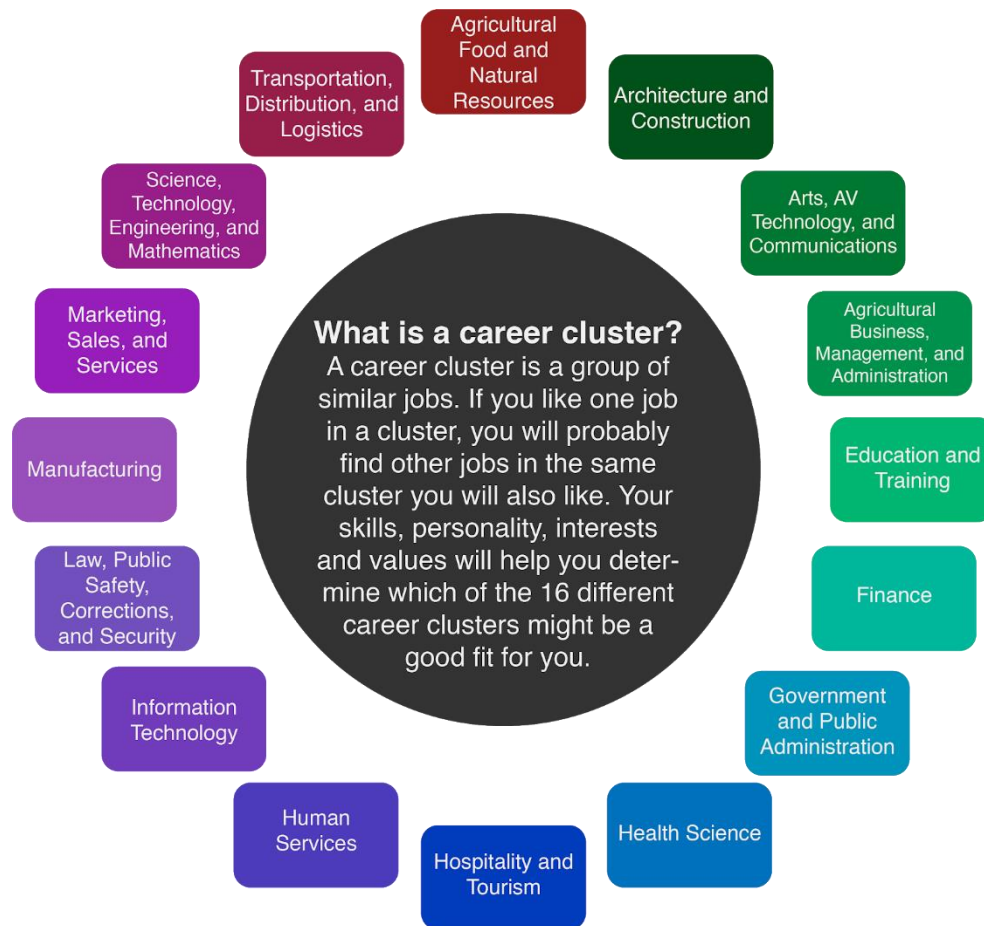 Agricultural
Food and
Natural
Resources
Architecture and
Construction
Arts, AV
Technology, and
Communications
Agricultural
Business,
Management, and
Administration
Education and
Training
Finance
Government
and Public
Administration
Health Science
Hospitality and
Tourism
Human
Services
Information
Technology
Law, Public
Safety,
Corrections,
and Security
Manufacturing
Marketing,
Sales, and
Services
Science,
Technology,
Engineering, and
Mathematics
Transportation,
Distribution, and
Logistics
What is a career cluster?
A career cluster is a group of
similar jobs. If you like one job
in a cluster, you will probably
find other jobs in the same
cluster you will also like. Your
skills, personality, interests
and values will help you deter-
mine which of the 16 different
career clusters might be a
good fit for you.